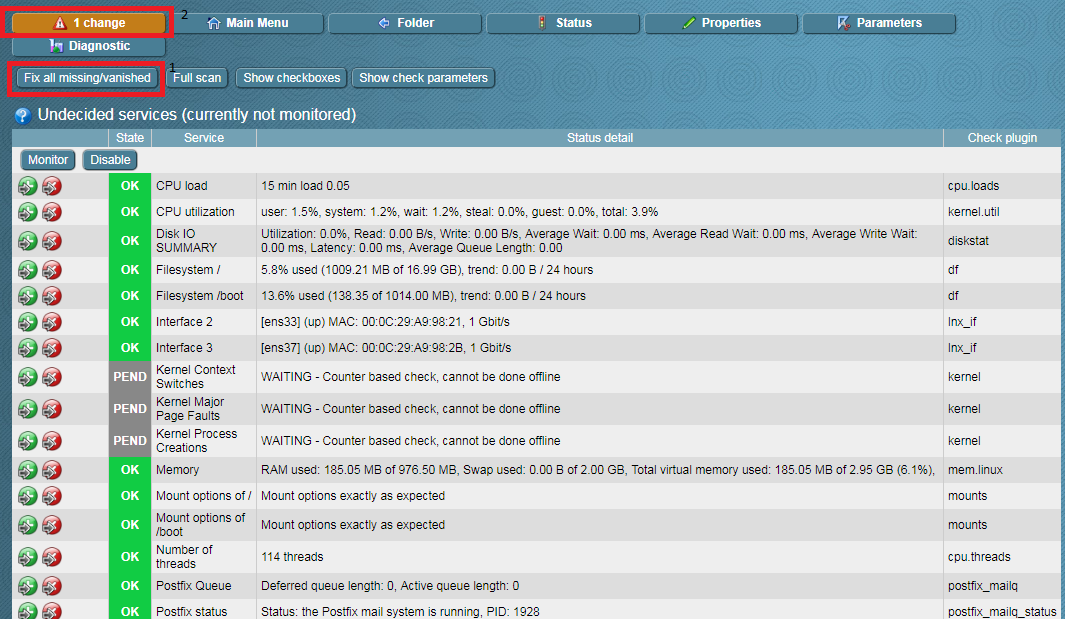 1 change
2
Main Menu
Folder
Status
Properties
Parameters
Diagnostic
1
Fix all missing/vanished
Full scan
Show checkboxes
Show check parameters
Undecided services (currently not monitored)
State Service Status detail Check plugin
Monitor Disable
OK CPU load 15 min load 0.05 cpu.loads
OK CPU utilization user: 1.5%, system: 1.2%, wait: 1.2%, steal: 0.0%, guest: 0.0%, total: 3.9% kernel.util
OK Disk IO SUMMARY Utilization: 0.0%, Read: 0.00 B/s, Write: 0.00 B/s, Average Wait: 0.00 ms, Average Read Wait: 0.00 ms, Average Write Wait:
0.00 ms, Latency: 0.00 ms, Average Queue Length: 0.00 diskstat
OK Filesystem / 5.8% used (1009.21 MB of 16.99 GB), trend: 0.00 B / 24 hours df
OK Filesystem /boot 13.6% used (138.35 of 1014.00 MB), trend: 0.00 B / 24 hours df
OK Interface 2 [ens33] (up) MAC: 00:0C:29:A9:98:21, 1 Gbit/s lnx_if
OK Interface 3 [ens37] (up) MAC: 00:0C:29:A9:98:2B, 1 Gbit/s lnx_if
PEND Kernel Context Switches WAITING - Counter based check, cannot be done offline kernel
PEND Kernel Major Page Faults WAITING - Counter based check, cannot be done offline kernel
PEND Kernel Process Creations WAITING - Counter based check, cannot be done offline kernel
OK Memory RAM used: 185.05 MB of 976.50 MB, Swap used: 0.00 B of 2.00 GB, Total virtual memory used: 185.05 MB of 2.95 GB (6.1%), mem.linux
OK Mount options of / Mount options exactly as expected mounts
OK Mount options of /boot Mount options exactly as expected mounts
OK Number of threads 114 threads cpu.threads
OK Postfix Queue Deferred queue length: 0, Active queue length: 0 postfix_mailq
OK Postfix status Status: the Postfix mail system is running, PID: 1928 postfix_mailq_status